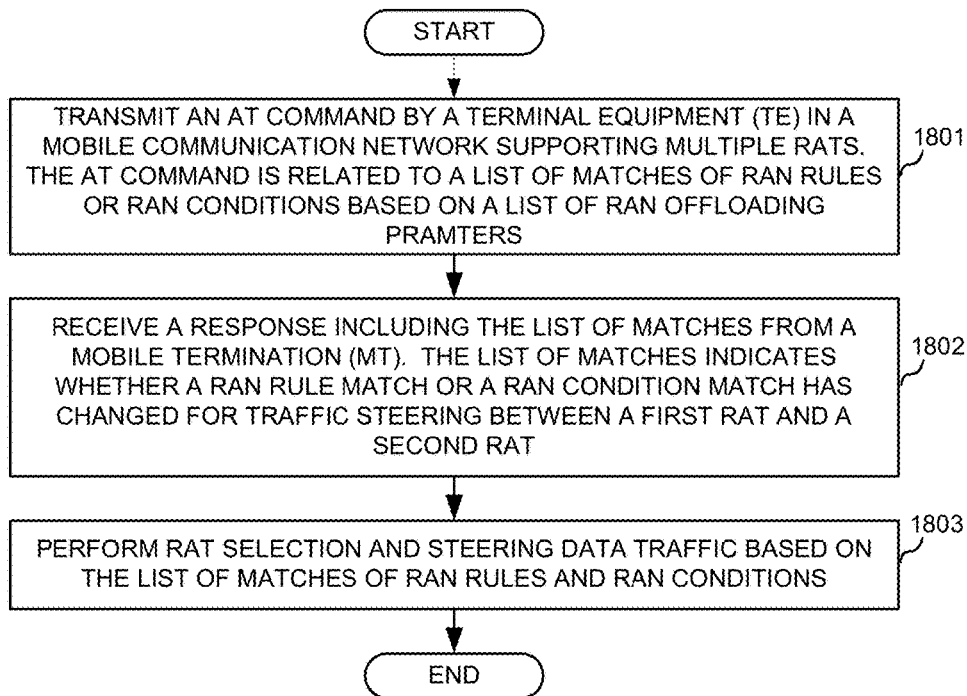 START
TRANSMIT AN AT COMMAND BY A TERMINAL EQUIPMENT (TE) IN A
MOBILE COMMUNICATION NETWORK SUPPORTING MULTIPLE RATS.
THE AT COMMAND IS RELATED TO A LIST OF MATCHES OF RAN RULES
OR RAN CONDITIONS BASED ON A LIST OF RAN OFFLOADING
PRAMTERS
1801
RECEIVE A RESPONSE INCLUDING THE LIST OF MATCHES FROM A
MOBILE TERMINATION (MT). THE LIST OF MATCHES INDICATES
WHETHER A RAN RULE MATCH OR A RAN CONDITION MATCH HAS
CHANGED FOR TRAFFIC STEERING BETWEEN A FIRST RAT AND A
SECOND RAT
1802
PERFORM RAT SELECTION AND STEERING DATA TRAFFIC BASED ON
THE LIST OF MATCHES OF RAN RULES AND RAN CONDITIONS
1803
END